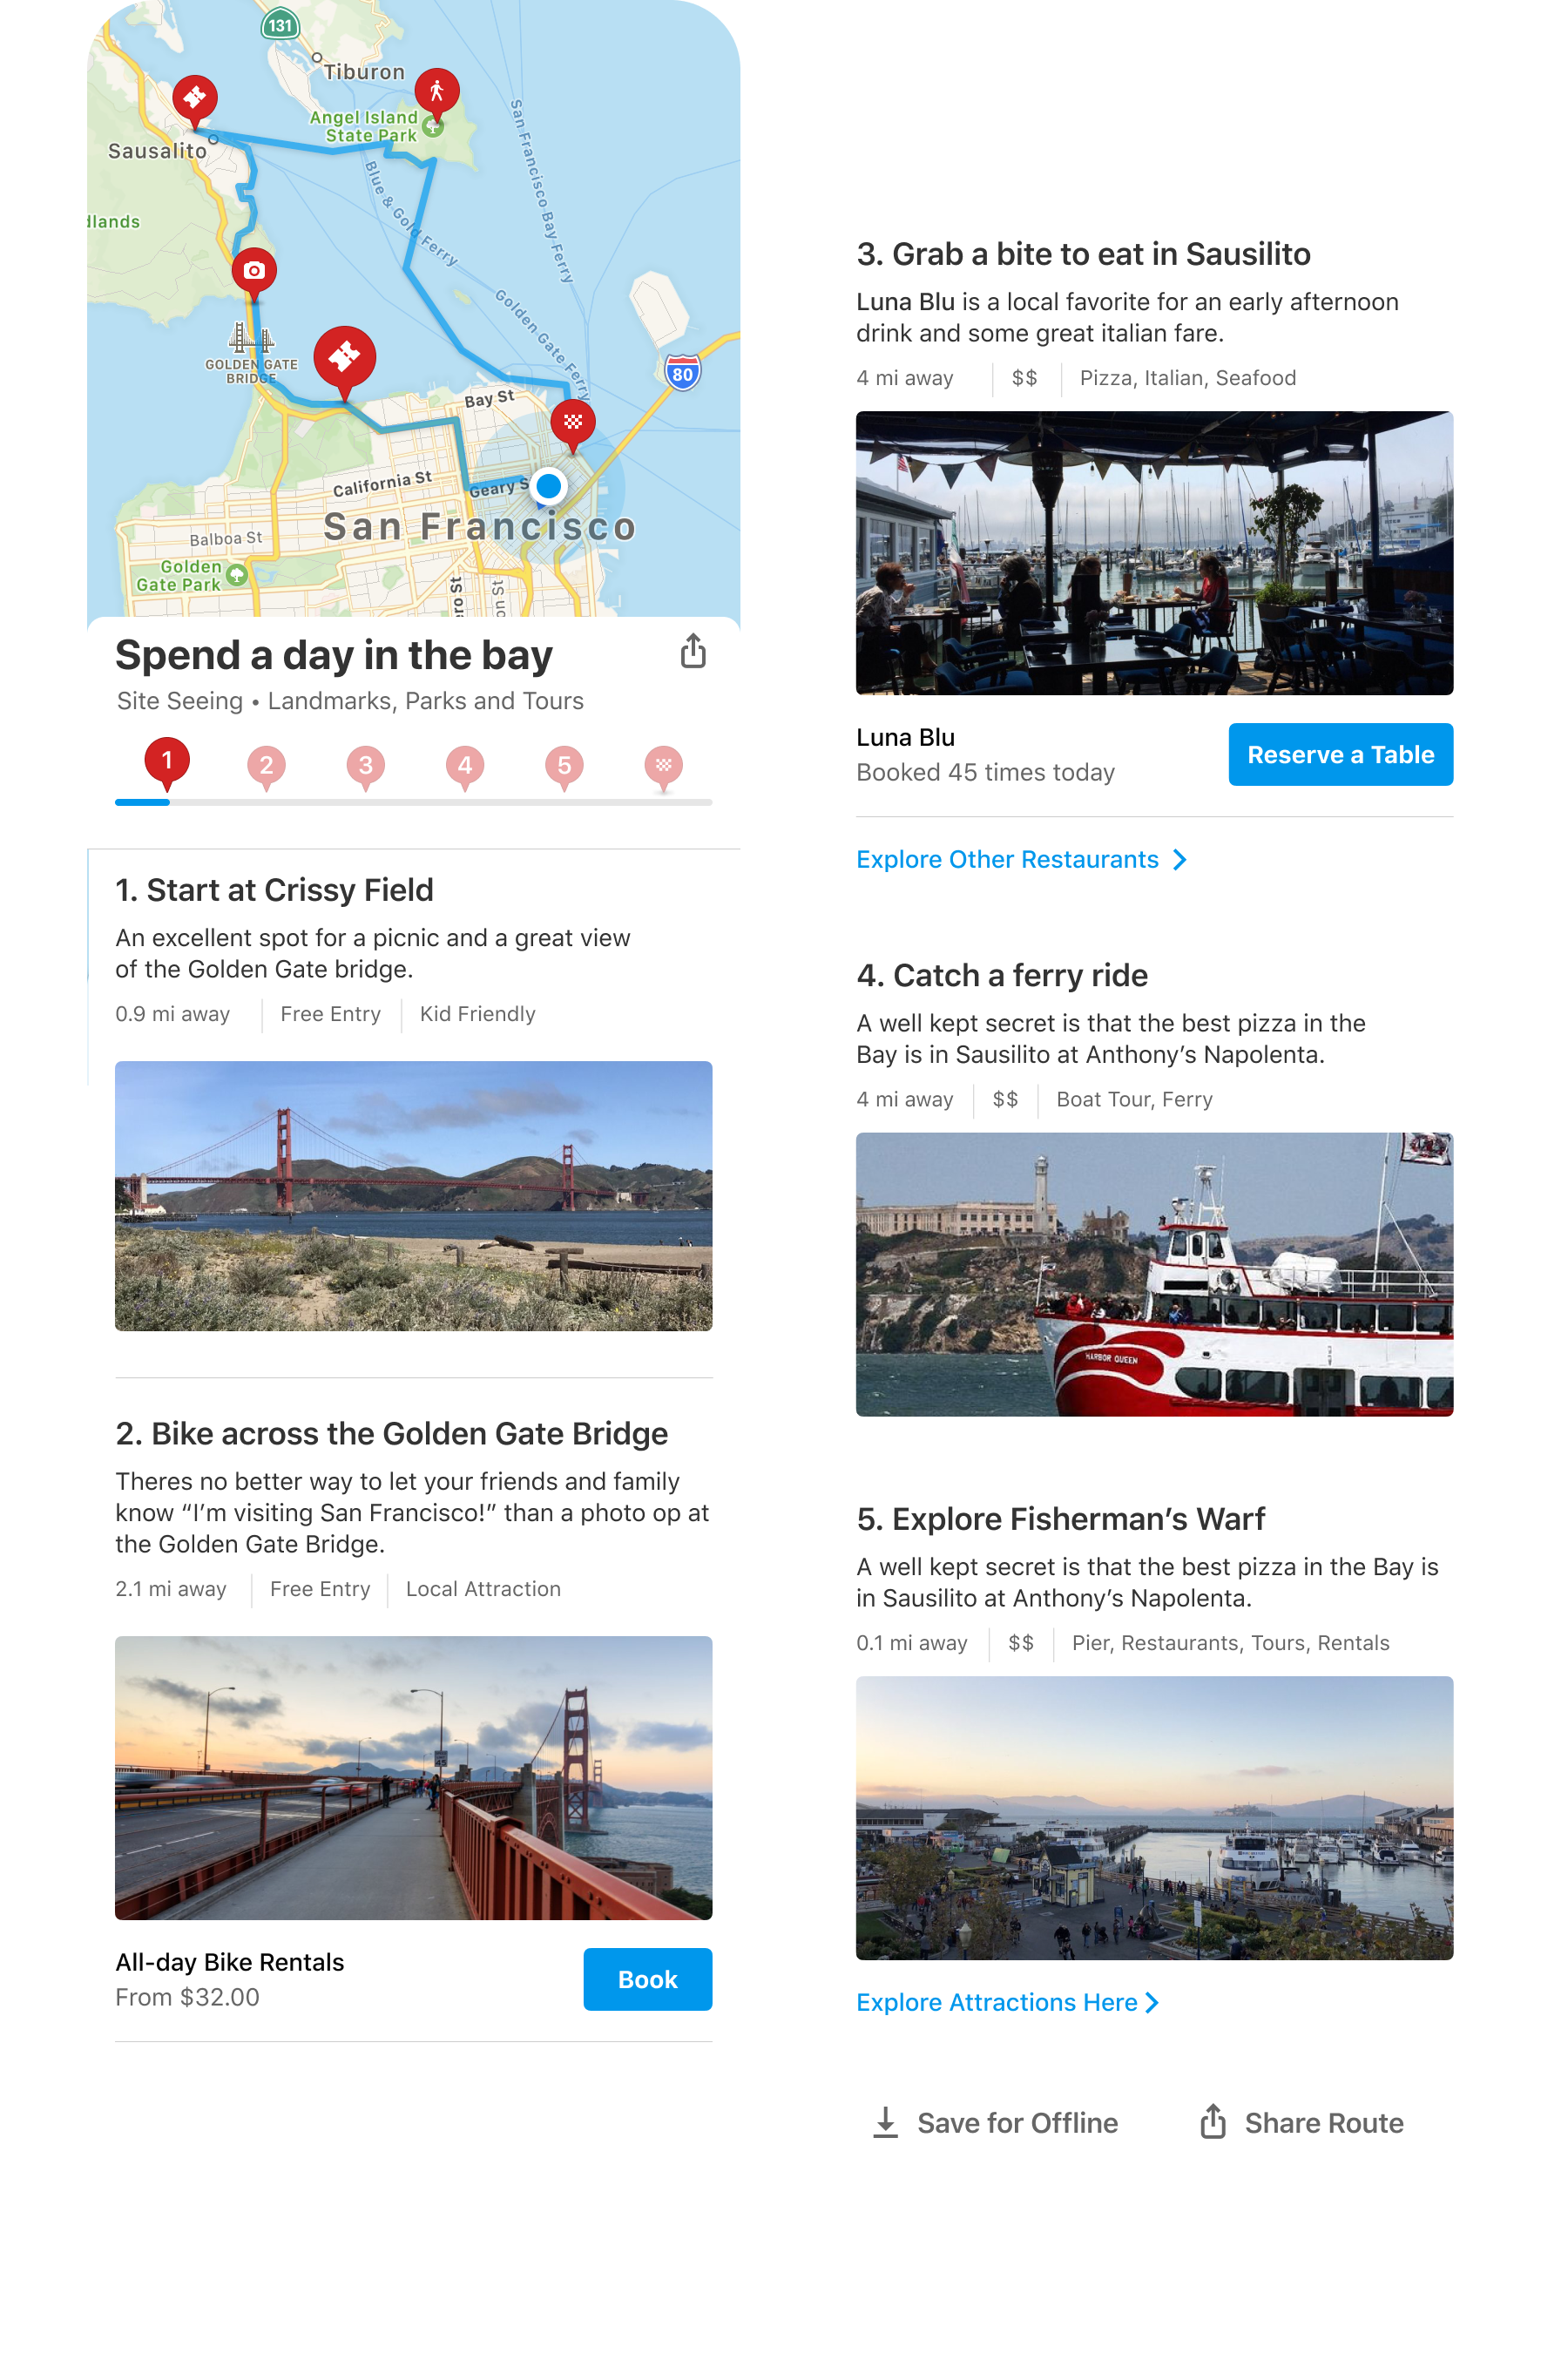 131
Tiburon
Angel Island
State Park
Sausalito
dlands
San Francisco Bay Ferry
Blue & Gold Ferry
Golden Gate Ferry
GOLDEN GATE
BRIDGE
80
Bay St
California St
Geary S
San Francisco
Balboa St
Golden
Gate Park
ro St
on St
Spend a day in the bay
Site Seeing • Landmarks, Parks and Tours
1 2 3 4 5
1. Start at Crissy Field
An excellent spot for a picnic and a great view
of the Golden Gate bridge.
0.9 mi away Free Entry Kid Friendly
2. Bike across the Golden Gate Bridge
Theres no better way to let your friends and family
know “I’m visiting San Francisco!” than a photo op at
the Golden Gate Bridge.
2.1 mi away Free Entry Local Attraction
All-day Bike Rentals
From $32.00
Book
3. Grab a bite to eat in Sausilito
Luna Blu is a local favorite for an early afternoon
drink and some great italian fare.
4 mi away $$ Pizza, Italian, Seafood
Luna Blu
Booked 45 times today
Reserve a Table
Explore Other Restaurants
4. Catch a ferry ride
A well kept secret is that the best pizza in the
Bay is in Sausilito at Anthony’s Napolenta.
4 mi away $$ Boat Tour, Ferry
HARBOR QUEEN
5. Explore Fisherman’s Warf
A well kept secret is that the best pizza in the Bay is
in Sausilito at Anthony’s Napolenta.
0.1 mi away $$ Pier, Restaurants, Tours, Rentals
Explore Attractions Here
Save for Offline
Share Route